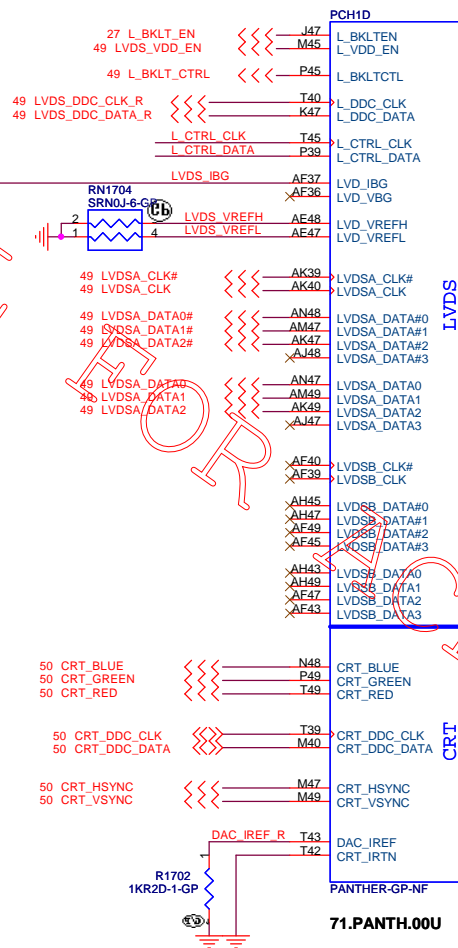 PCH1D
27 L_BKLT_EN J47 L_BKLTEN
49 LVDS_VDD_EN M45 L_VDD_EN
49 L_BKLT_CTRL P45 L_BKLTCTL
49 LVDS_DDC_CLK_R T40 L_DDC_CLK
49 LVDS_DDC_DATA_R K47 L_DDC_DATA
L_CTRL_CLK T45 L_CTRL_CLK
L_CTRL_DATA P39 L_CTRL_DATA
LVDS_IBG AF37 LVD_IBG
AF36 LVD_VBG
RN1704
SRN0J-6-GP
2 LVDS_VREFH AE48 LVD_VREFH
1 4 LVDS_VREFL AE47 LVD_VREFL
49 LVDSA_CLK# AK39 LVDSA_CLK#
49 LVDSA_CLK AK40 LVDSA_CLK
LVDS
49 LVDSA_DATA0# AN48 LVDSA_DATA#0
49 LVDSA_DATA1# AM47 LVDSA_DATA#1
49 LVDSA_DATA2# AK47 LVDSA_DATA#2
AJ48 LVDSA_DATA#3
49 LVDSA_DATA0 AN47 LVDSA_DATA0
49 LVDSA_DATA1 AM49 LVDSA_DATA1
49 LVDSA_DATA2 AK49 LVDSA_DATA2
AJ47 LVDSA_DATA3
FOR
AF40 LVDSB_CLK#
AF39 LVDSB_CLK
AH45 LVDSB_DATA#0
AH47 LVDSB_DATA#1
AF49 LVDSB_DATA#2
AF45 LVDSB_DATA#3
AH43 LVDSB_DATA0
AH49 LVDSB_DATA1
AF47 LVDSB_DATA2
AF43 LVDSB_DATA3
AC
50 CRT_BLUE N48 CRT_BLUE
50 CRT_GREEN P49 CRT_GREEN
50 CRT_RED T49 CRT_RED
50 CRT_DDC_CLK T39 CRT_DDC_CLK
50 CRT_DDC_DATA M40 CRT_DDC_DATA
CRT
50 CRT_HSYNC M47 CRT_HSYNC
50 CRT_VSYNC M49 CRT_VSYNC
DAC_IREF_R T43 DAC_IREF
1 T42 CRT_IRTN
R1702
1KR2D-1-GP
PANTHER-GP-NF
71.PANTH.00U